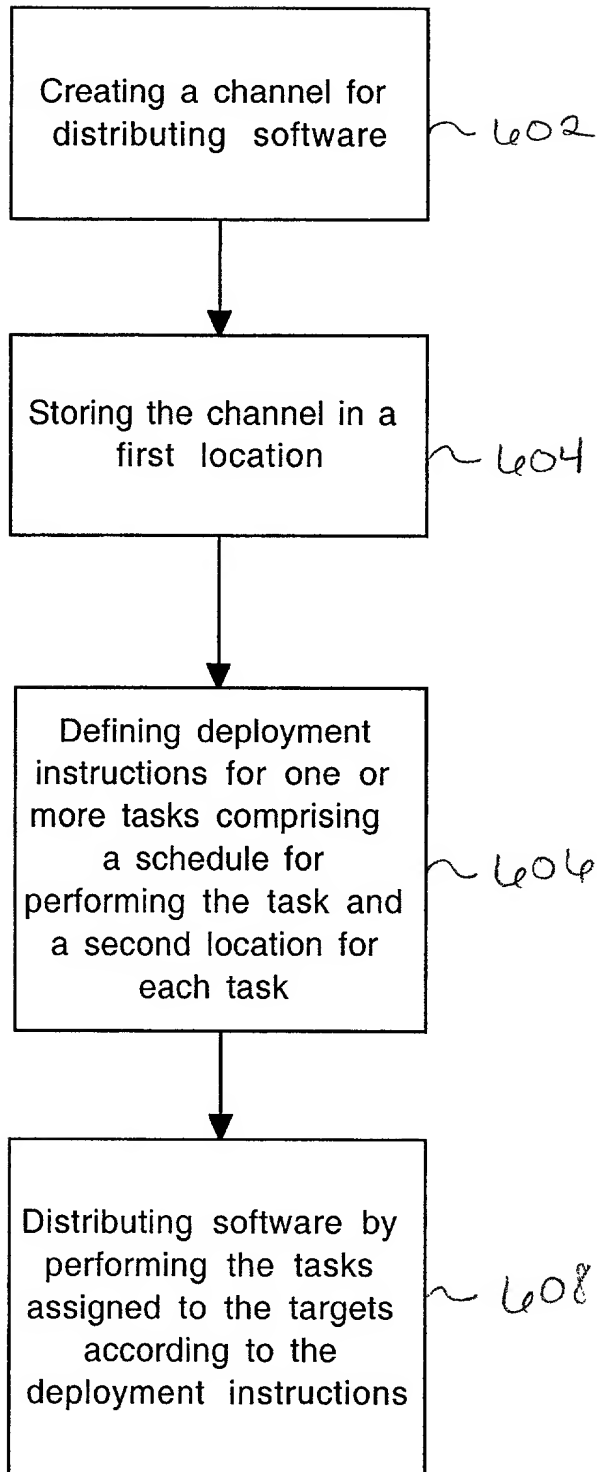 Creating a channel for
distributing software
602
Storing the channel in a
first location
604
Defining deployment
instructions for one or
more tasks comprising
a schedule for
performing the task and
a second location for
each task
606
Distributing software by
performing the tasks
assigned to the targets
according to the
deployment instructions
608